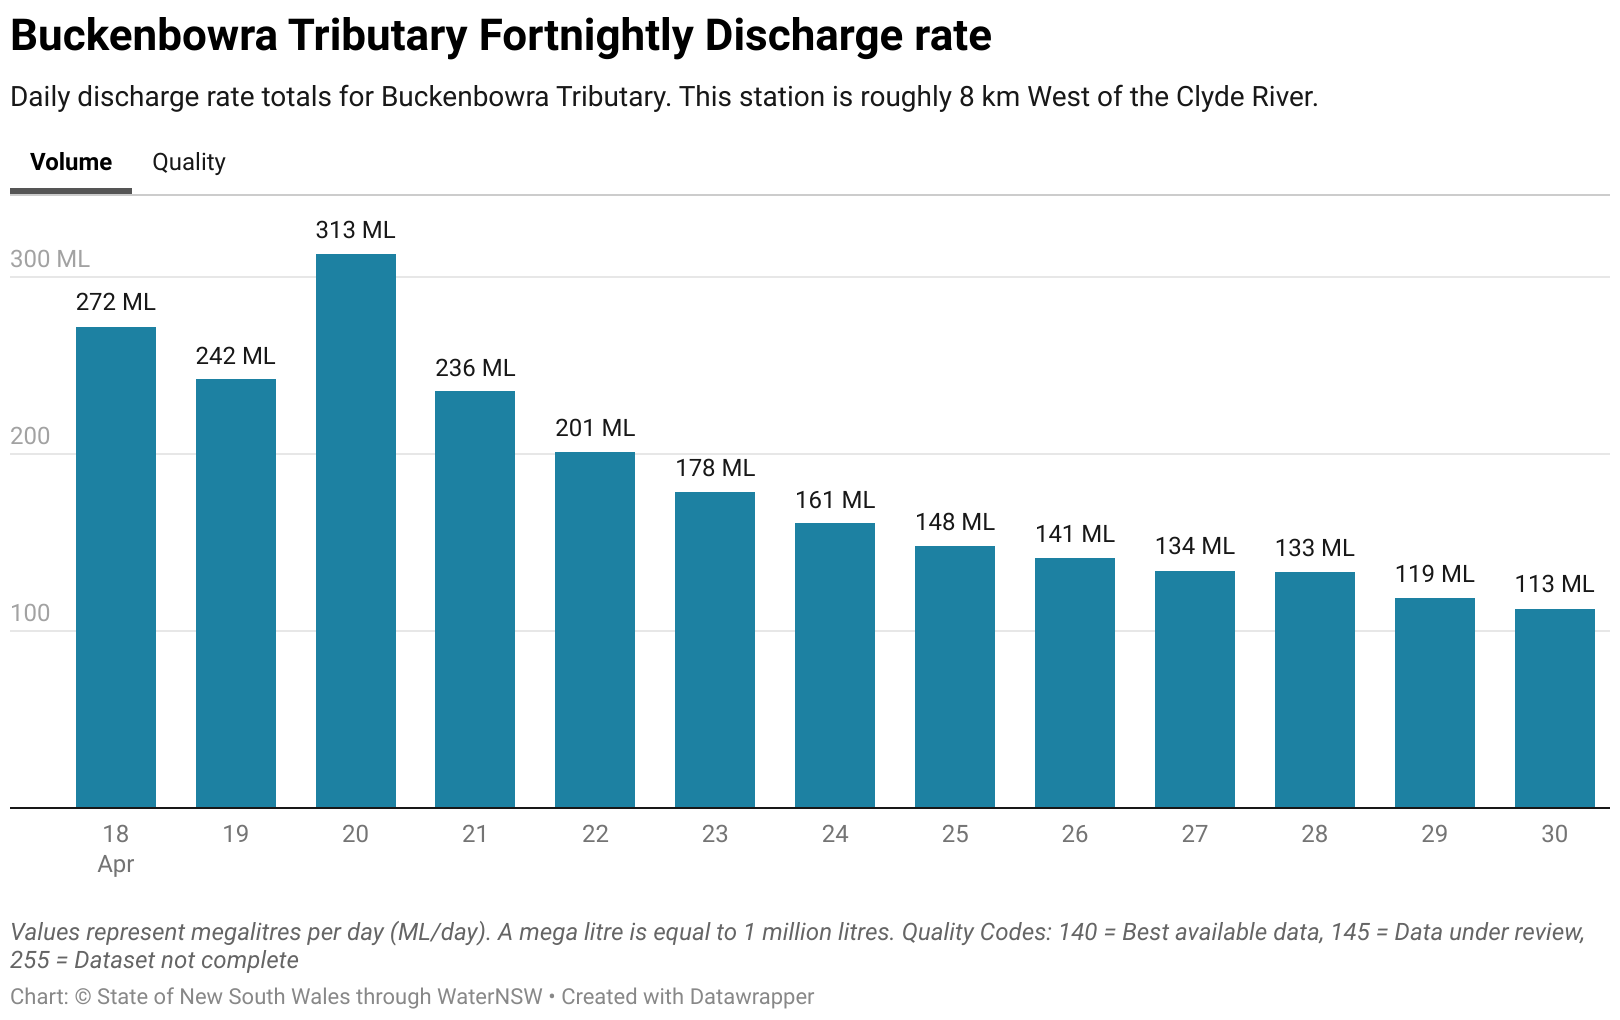 Buckenbowra Tributary Fortnightly Discharge rate
Daily discharge rate totals for Buckenbowra Tributary. This station is roughly 8 km West of the Clyde River.
Volume Quality
300 ML
200
100
272 ML
242 ML
313 ML
236 ML
201 ML
178 ML
161 ML
148 ML
141 ML
134 ML
133 ML
119 ML
113 ML
18 19 20 21 22 23 24 25 26 27 28 29 30
Apr
Values represent megalitres per day (ML/day). A mega litre is equal to 1 million litres. Quality Codes: 140 = Best available data, 145 = Data under review,
255 = Dataset not complete
Chart: © State of New South Wales through WaterNSW • Created with Datawrapper